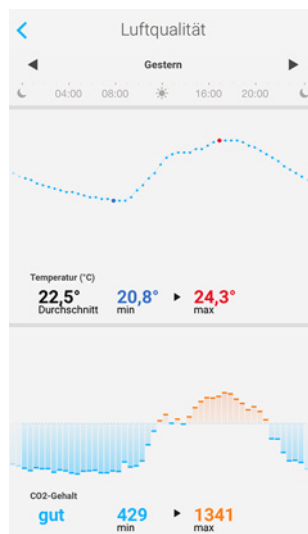 Luftqualität
Gestern
04:00 08:00 16:00 20:00
Temperatur (°C)
22,5° 20,8° 24,3°
Durchschnitt min max
CO2-Gehalt
gut 429 1341
min max